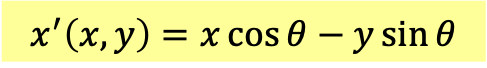 x′(x, y) = x cos θ − y sin θ